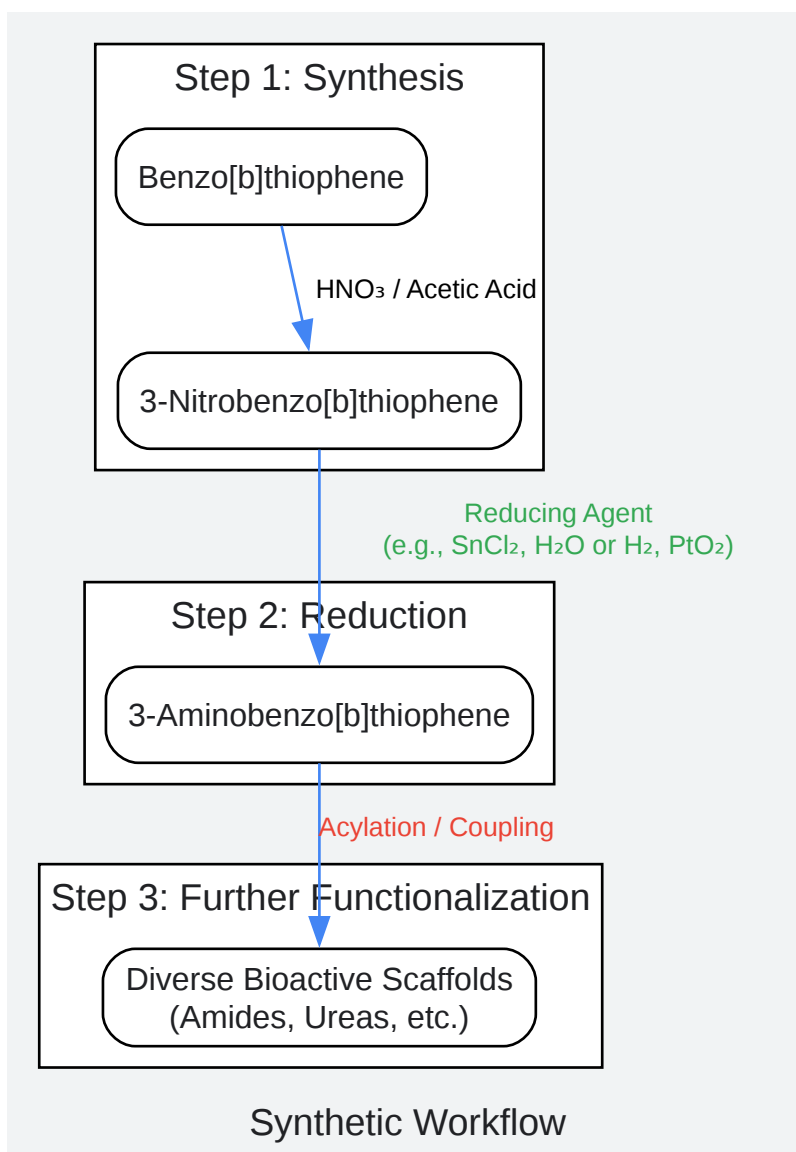 Step 1: Synthesis
Benzo[b]thiophene
HNO₃ / Acetic Acid
3-Nitrobenzo[b]thiophene
Reducing Agent
(e.g., SnCl₂, H₂O or H₂, PtO₂)
Step 2: Reduction
3-Aminobenzo[b]thiophene
Acylation / Coupling
Step 3: Further Functionalization
Diverse Bioactive Scaffolds
(Amides, Ureas, etc.)
Synthetic Workflow